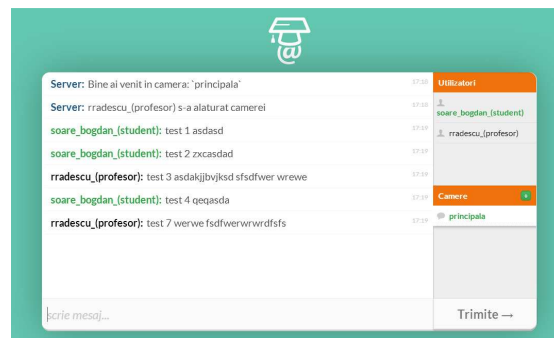 @
Server: Bine ai venit in camera: `principala` 17:18
Server: rradescu_(profesor) s-a alaturat camerei 17:18
soare_bogdan_(student): test 1 asdasd 17:19
soare_bogdan_(student): test 2 zxcasdad 17:19
rradescu_(profesor): test 3 asdakjjbvjksd sfsdfwer wrewe 17:19
soare_bogdan_(student): test 4 qeqasda 17:19
rradescu_(profesor): test 7 werwe fsdfwerwrwrdfsfs 17:19
Utilizatori
soare_bogdan_(student)
rradescu_(profesor)
Camere +
principala
scrie mesaj...
Trimite →